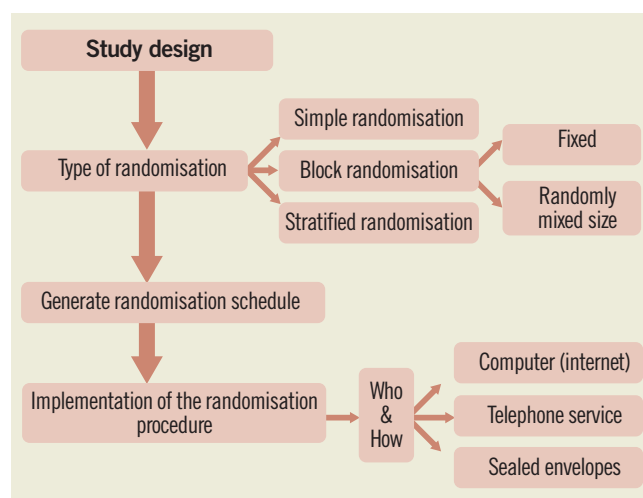 Study design
Simple randomisation
Type of randomisation
Block randomisation
Fixed
Stratified randomisation
Randomly
mixed size
Generate randomisation schedule
Implementation of the randomisation
procedure
Who
&
How
Computer (internet)
Telephone service
Sealed envelopes